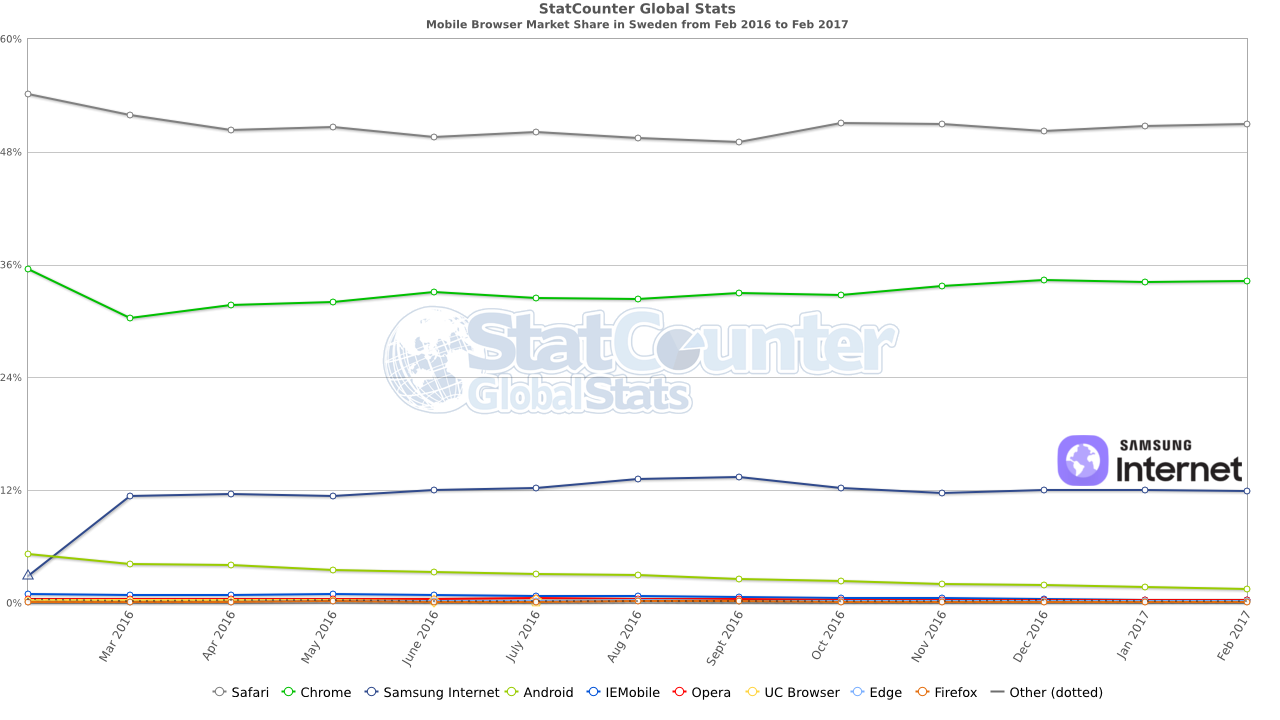 StatCounter Global Stats
Mobile Browser Market Share in Sweden from Feb 2016 to Feb 2017
60%
48%
36%
24%
12%
0%
StatCounter
GlobalStats
SAMSUNG
Internet
Mar 2016
Apr 2016
May 2016
June 2016
July 2016
Aug 2016
Sept 2016
Oct 2016
Nov 2016
Dec 2016
Jan 2017
Feb 2017
Safari Chrome Samsung Internet Android IEMobile Opera UC Browser Edge Firefox Other (dotted)